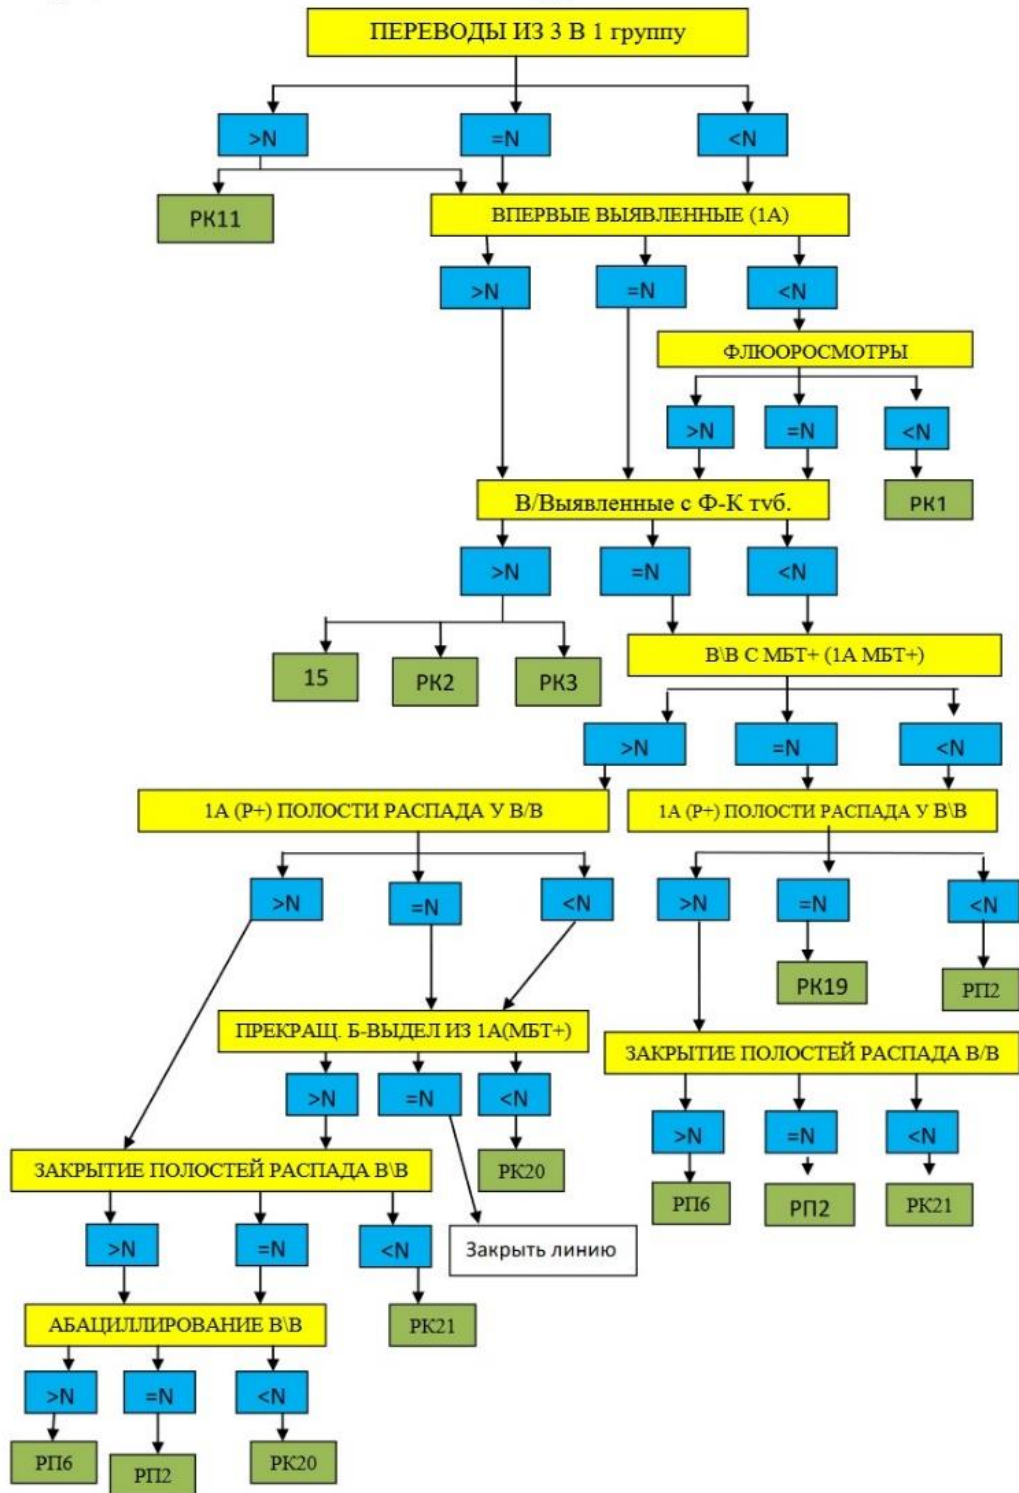 ПЕРЕВОДЫ ИЗ 3 В 1 группу
>N
=N
<N
РК11
ВПЕРВЫЕ ВЫЯВЛЕННЫЕ (1А)
>N
=N
<N
ФЛЮОРОСМОТРЫ
>N
=N
<N
В/Выявленные с Ф-К туб.
РК1
>N
=N
<N
15
РК2
РК3
В\В С МБТ+ (1А МБТ+)
>N
=N
<N
1А (Р+) ПОЛОСТИ РАСПАДА У В/В
1А (Р+) ПОЛОСТИ РАСПАДА У В\В
>N
=N
<N
>N
=N
<N
РК19
РП2
ПРЕКРАЩ. Б-ВЫДЕЛ ИЗ 1А(МБТ+)
ЗАКРЫТИЕ ПОЛОСТЕЙ РАСПАДА В/В
>N
=N
<N
>N
=N
<N
ЗАКРЫТИЕ ПОЛОСТЕЙ РАСПАДА В\В
РК20
РП6
РП2
РК21
>N
=N
<N
Закрыть линию
АБАЦИЛЛИРОВАНИЕ В\В
РК21
>N
=N
<N
РП6
РП2
РК20